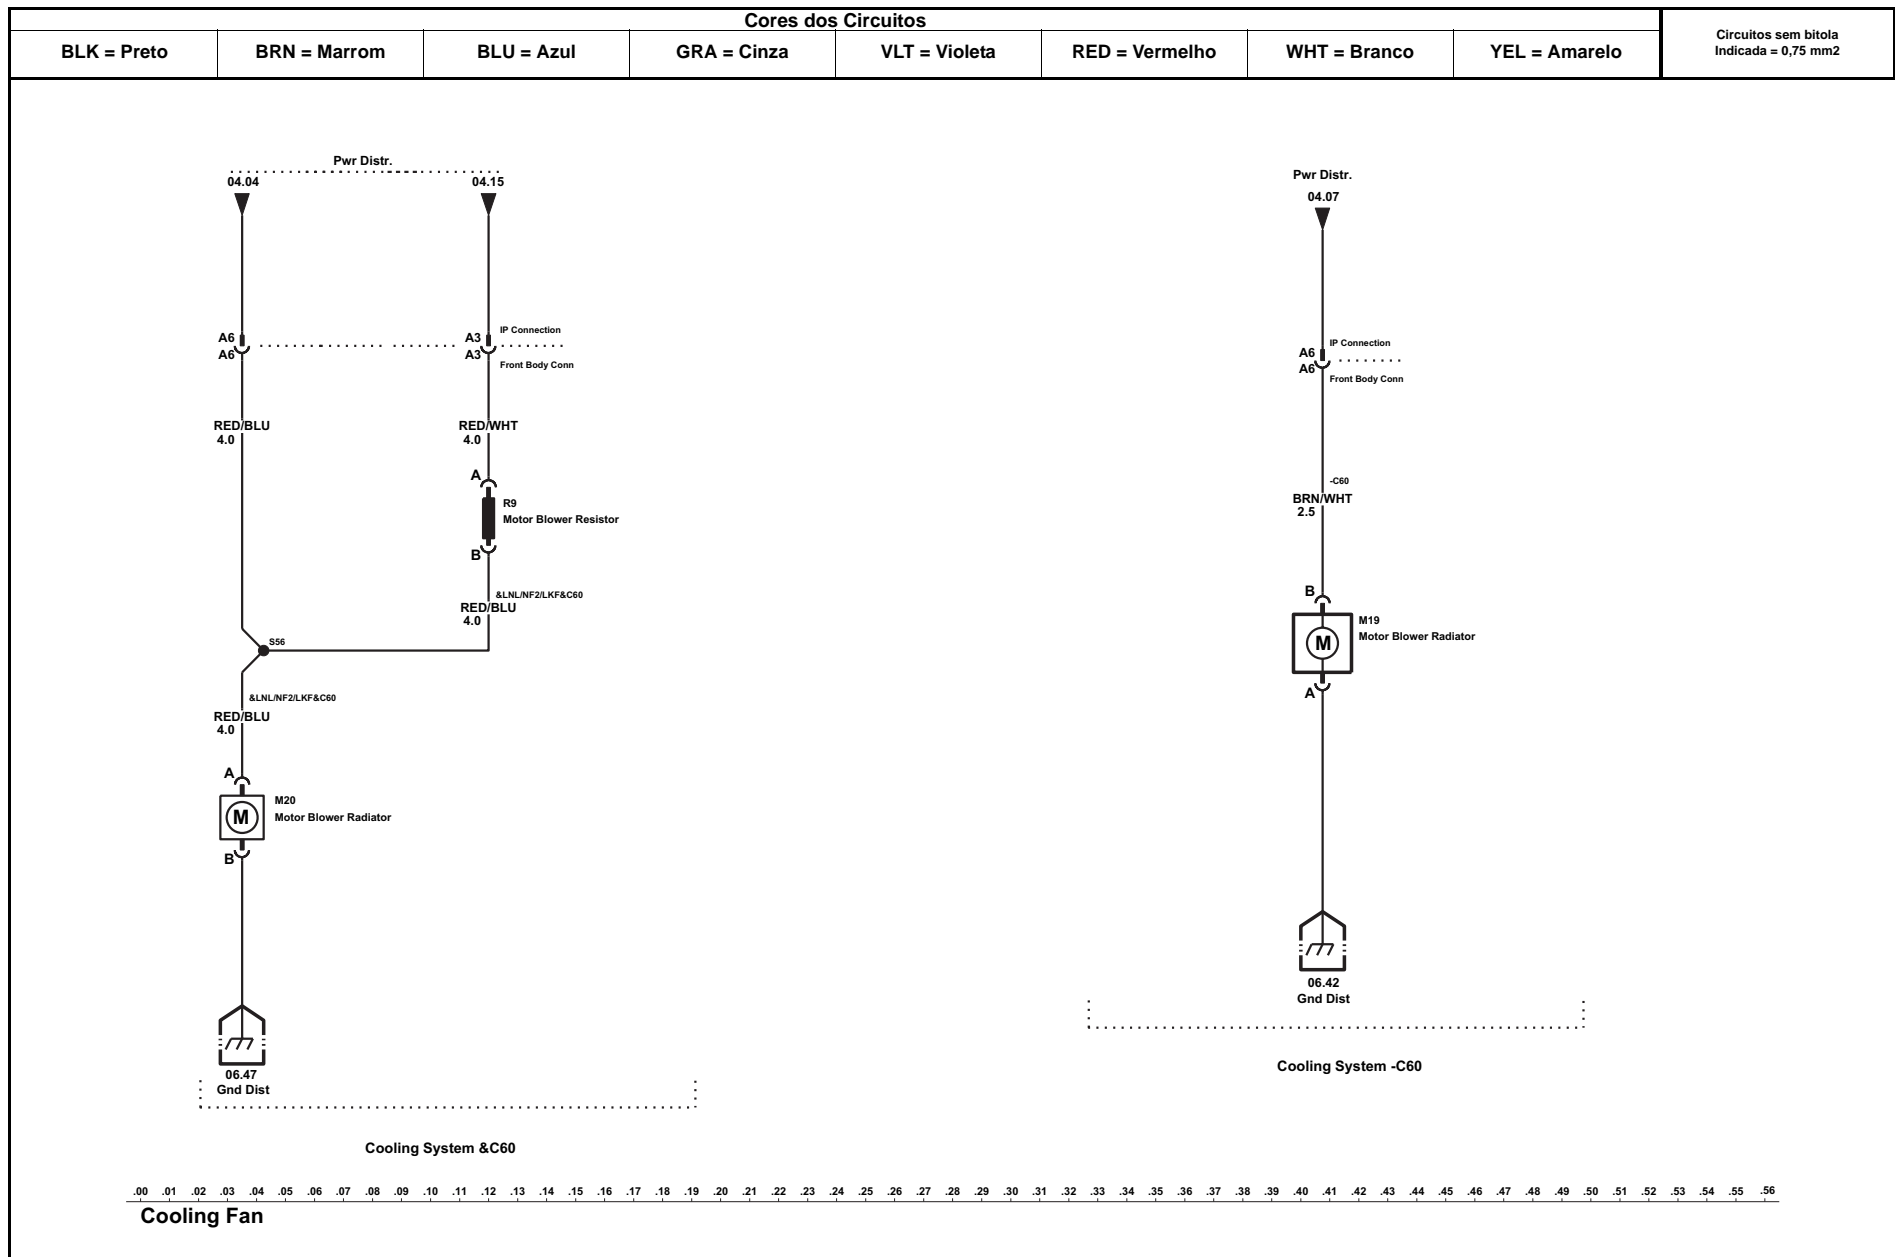 Cores dos Circuitos
BLK = Preto
BRN = Marrom
BLU = Azul
GRA = Cinza
VLT = Violeta
RED = Vermelho
WHT = Branco
YEL = Amarelo
Circuitos sem bitola
Indicada = 0,75 mm2
Pwr Distr.
04.04
04.15
A6
A6
A3
A3
IP Connection
Front Body Conn
RED/BLU
4.0
RED/WHT
4.0
A
R9
Motor Blower Resistor
B
&LNL/NF2/LKF&C60
RED/BLU
4.0
S56
&LNL/NF2/LKF&C60
RED/BLU
4.0
A
M20
Motor Blower Radiator
M
B
06.47
Gnd Dist
Cooling System &C60
Pwr Distr.
04.07
A6
A6
IP Connection
Front Body Conn
-C60
BRN/WHT
2.5
B
M19
Motor Blower Radiator
M
A
06.42
Gnd Dist
Cooling System -C60
.00 .01 .02 .03 .04 .05 .06 .07 .08 .09 .10 .11 .12 .13 .14 .15 .16 .17 .18 .19 .20 .21 .22 .23 .24 .25 .26 .27 .28 .29 .30 .31 .32 .33 .34 .35 .36 .37 .38 .39 .40 .41 .42 .43 .44 .45 .46 .47 .48 .49 .50 .51 .52 .53 .54 .55 .56
Cooling Fan